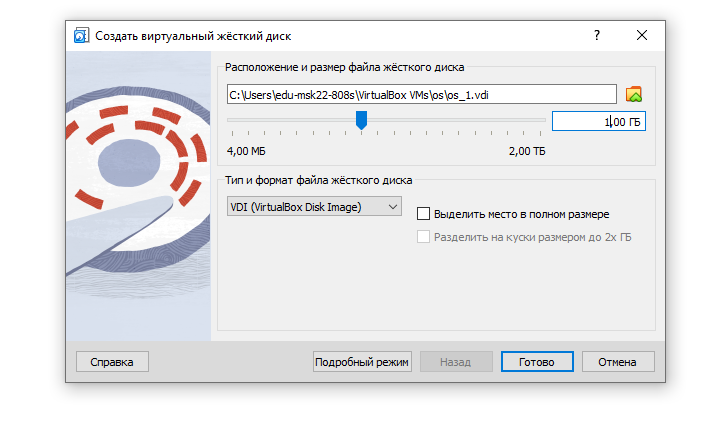 Создать виртуальный жёсткий диск
Расположение и размер файла жёсткого диска
C:\Users\edu-msk22-808s\VirtualBox VMs\os\os_1.vdi
1,00 ГБ
4,00 МБ
2,00 ТБ
Тип и формат файла жёсткого диска
VDI (VirtualBox Disk Image)
Выделить место в полном размере
Разделить на куски размером до 2х ГБ
Справка
Подробный режим
Назад
Готово
Отмена